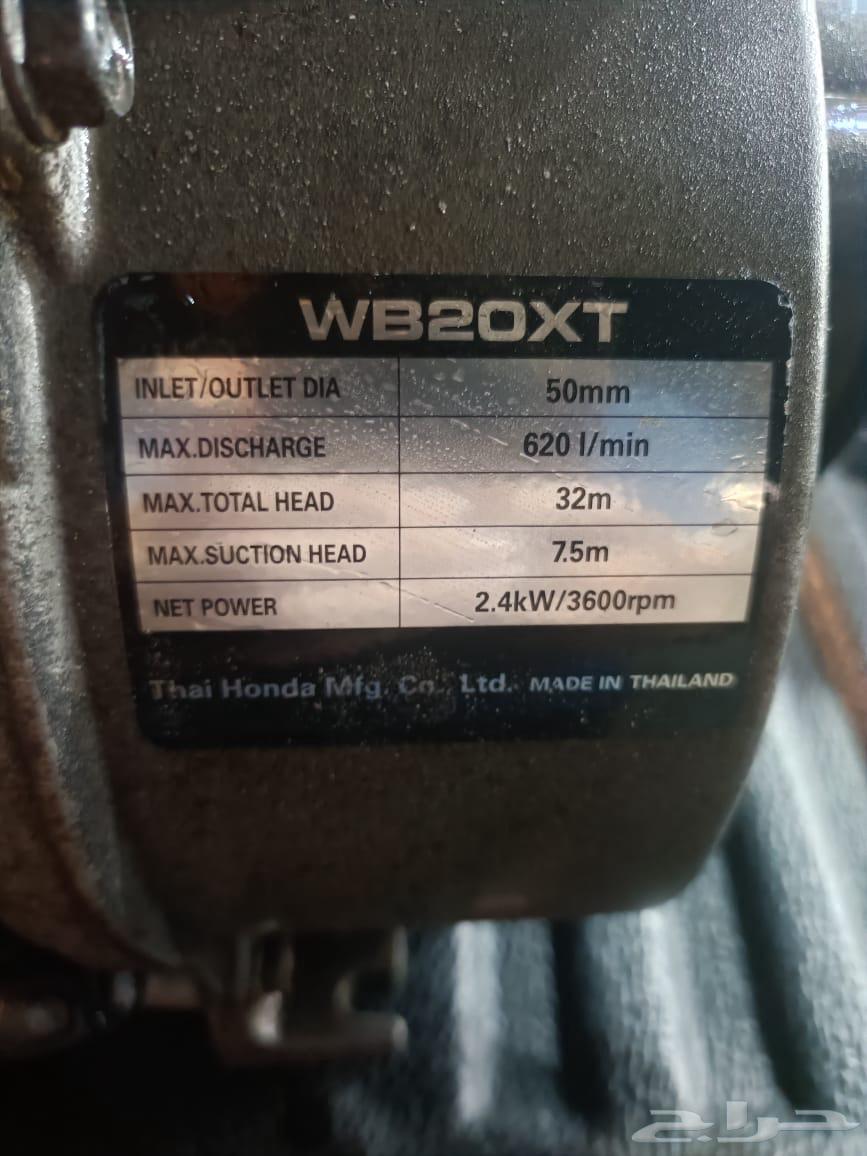 WB20XT
INLET/OUTLET DIA 50mm
MAX.DISCHARGE 620 l/min
MAX.TOTAL HEAD 32m
MAX.SUCTION HEAD 7.5m
NET POWER 2.4kW/3600rpm
Thai Honda Mfg. Co., Ltd. MADE IN THAILAND
حراج